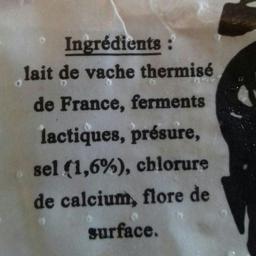 Ingrédients :
lait de vache thermisé
de France, ferments
lactiques, présure,
sel (1,6%), chlorure
de calcium, flore de
surface.